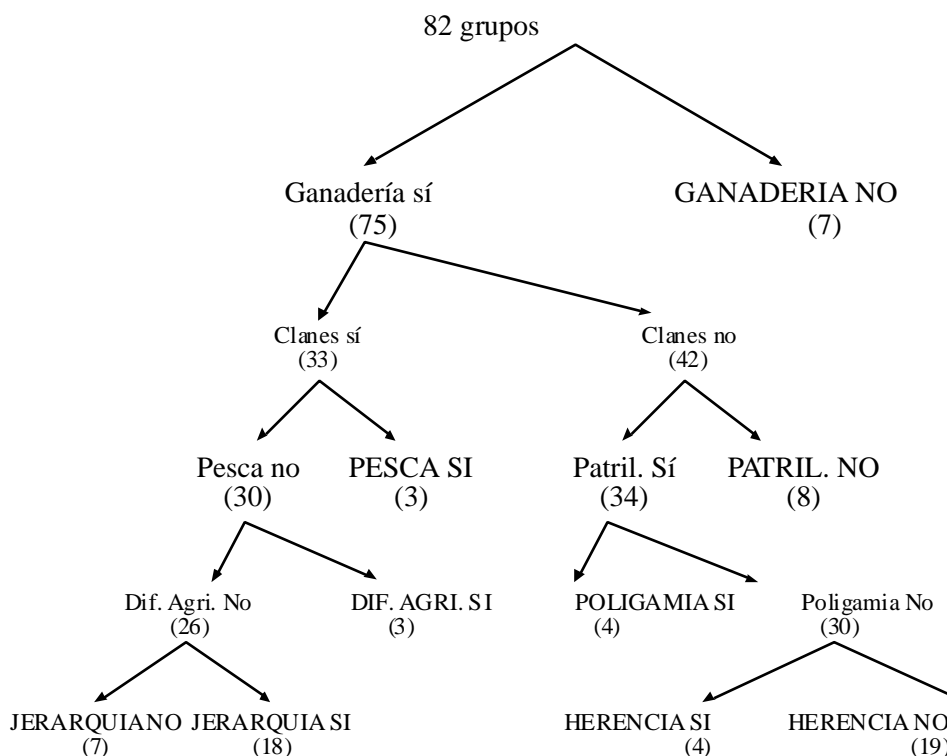 82 grupos
Ganadería sí GANADERIA NO
(75) (7)
Clanes sí Clanes no
(33) (42)
Pesca no PESCA SI Patril. Sí PATRIL. NO
(30) (3) (34) (8)
Dif. Agri. No DIF. AGRI. SI POLIGAMIA SI Poligamia No
(26) (3) (4) (30)
JERARQUIA NO JERARQUIA SI HERENCIA SI HERENCIA NO
(7) (18) (4) (19)